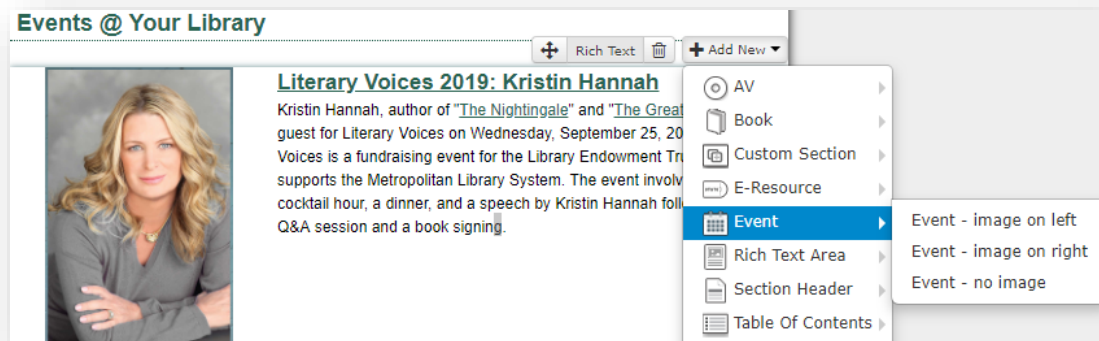 Events @ Your Library
Rich Text
Add New
Literary Voices 2019: Kristin Hannah
Kristin Hannah, author of "The Nightingale" and "The Great
guest for Literary Voices on Wednesday, September 25, 20
Voices is a fundraising event for the Library Endowment Tru
supports the Metropolitan Library System. The event involv
cocktail hour, a dinner, and a speech by Kristin Hannah foll
Q&A session and a book signing.
AV
Book
Custom Section
E-Resource
Event
Rich Text Area
Section Header
Table Of Contents
Event - image on left
Event - image on right
Event - no image